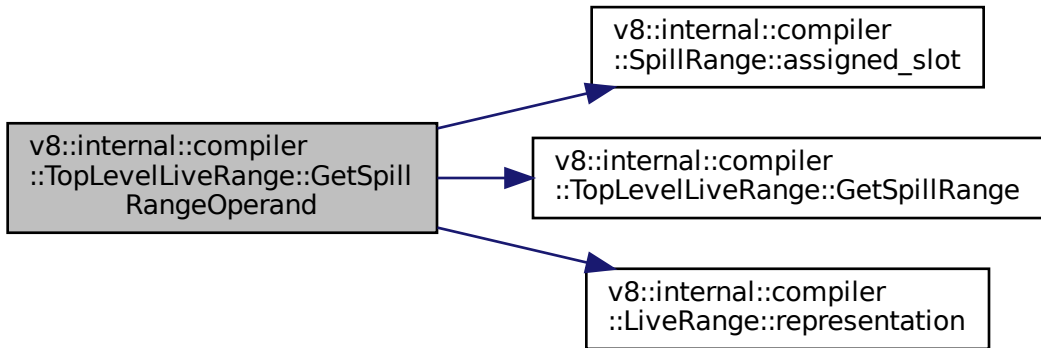 v8::internal::compiler
::SpillRange::assigned_slot
v8::internal::compiler
::TopLevelLiveRange::GetSpill
RangeOperand
v8::internal::compiler
::TopLevelLiveRange::GetSpillRange
v8::internal::compiler
::LiveRange::representation